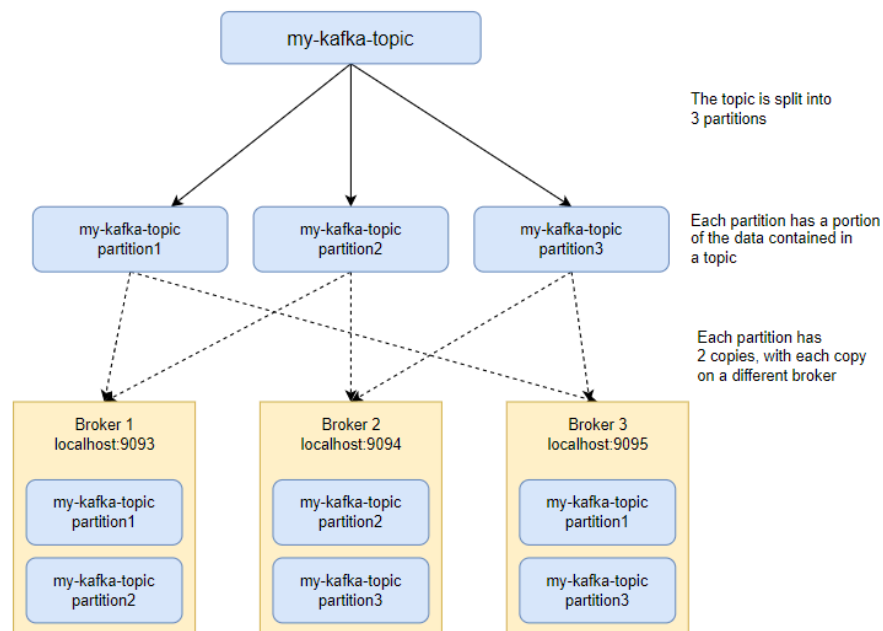 my-kafka-topic
The topic is split into
3 partitions
my-kafka-topic
partition1
my-kafka-topic
partition2
my-kafka-topic
partition3
Each partition has a portion
of the data contained in
a topic
Each partition has
2 copies, with each copy
on a different broker
Broker 1
localhost:9093
my-kafka-topic
partition1
my-kafka-topic
partition2
Broker 2
localhost:9094
my-kafka-topic
partition2
my-kafka-topic
partition3
Broker 3
localhost:9095
my-kafka-topic
partition1
my-kafka-topic
partition3